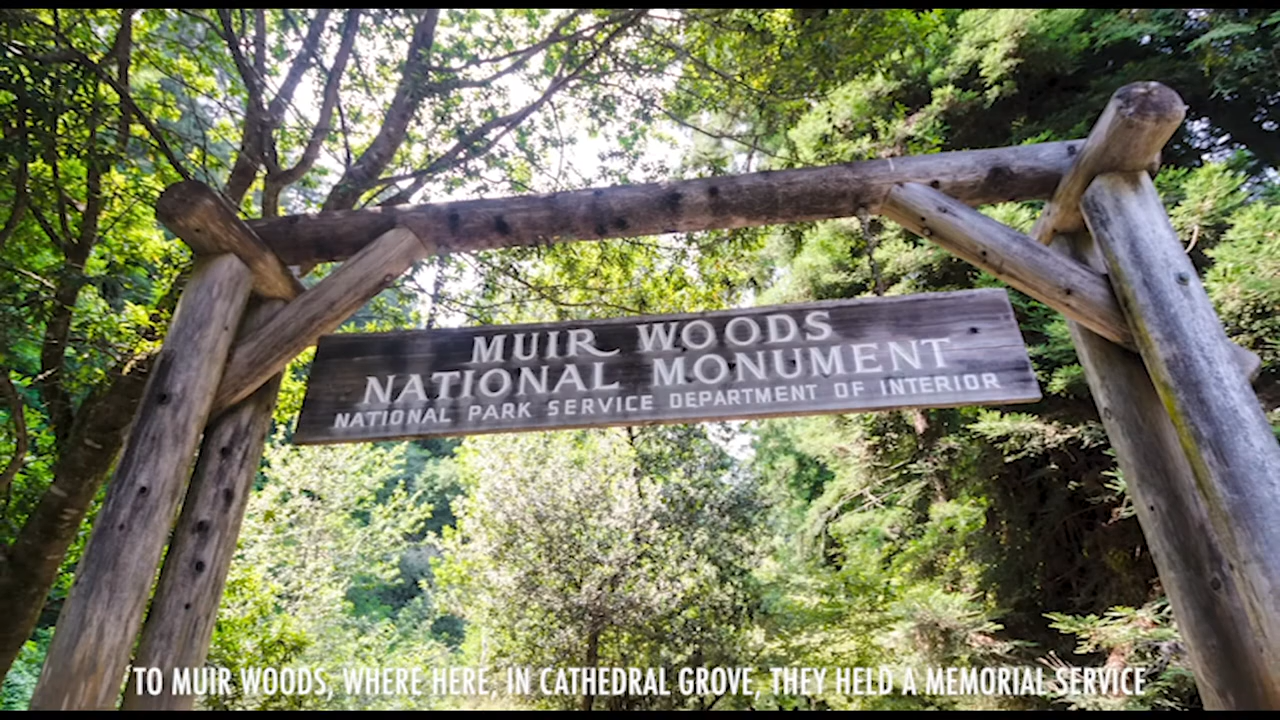 MUIR WOODS
NATIONAL MONUMENT
NATIONAL PARK SERVICE DEPARTMENT OF INTERIOR
'TO MUIR WOODS, WHERE HERE, IN CATHEDRAL GROVE, THEY HELD A MEMORIAL SERVICE